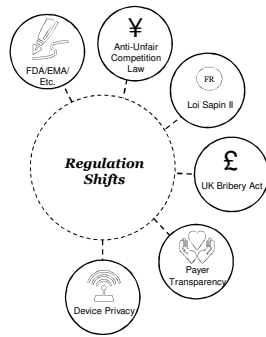 FDA/EMA/
Etc.
¥
Anti-Unfair
Competition
Law
FR
Loi Sapin II
£
UK Bribery Act
Regulation
Shifts
Payer
Transparency
Device Privacy